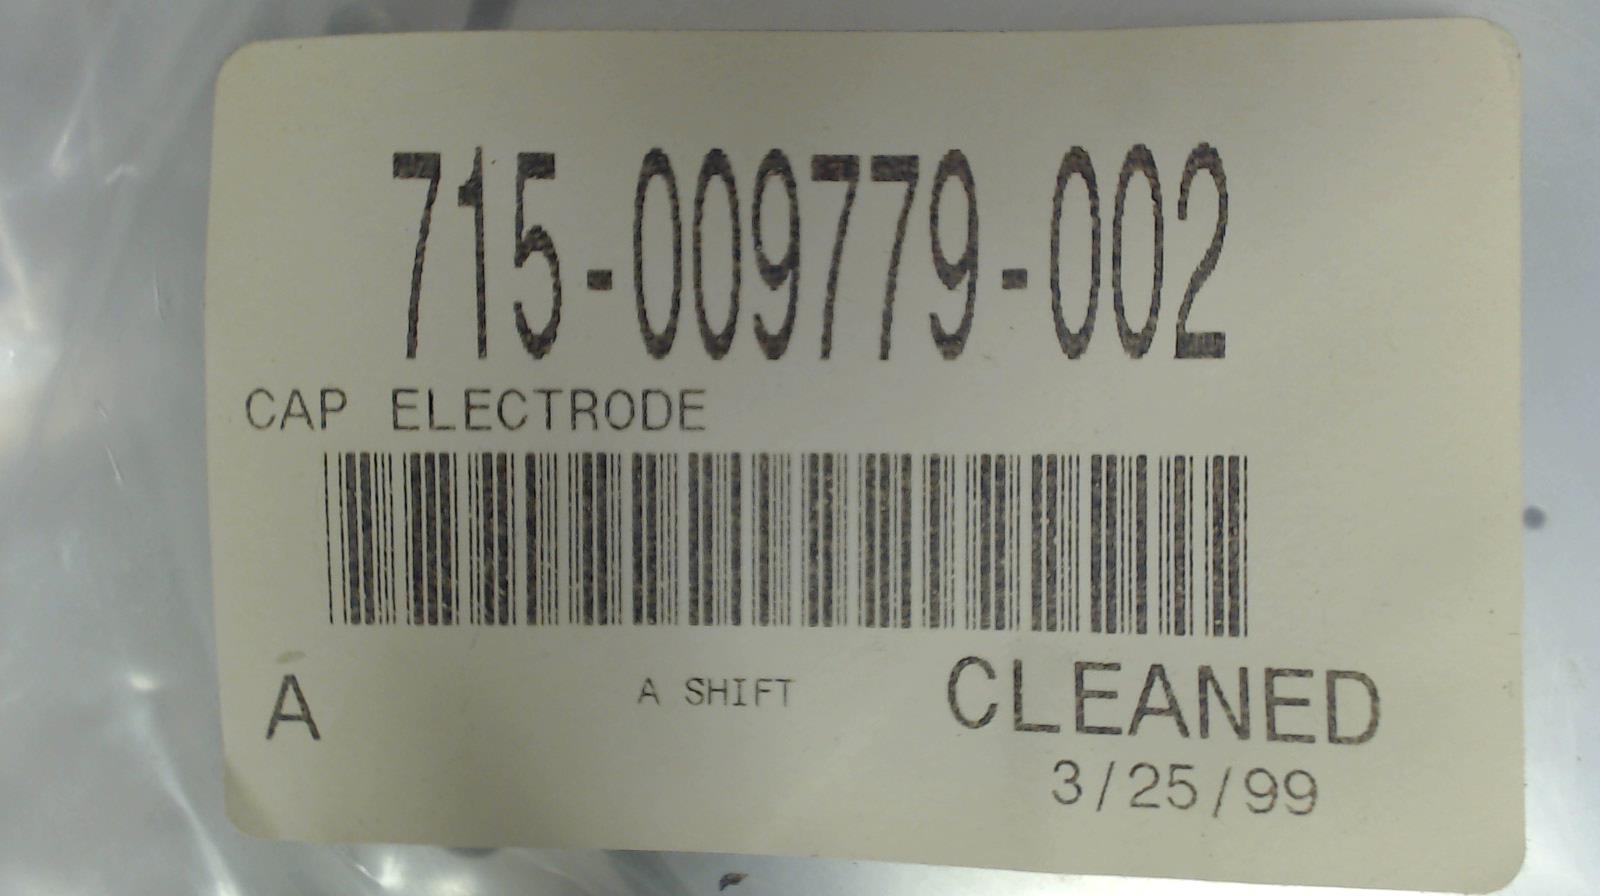 715-009779-002
CAP ELECTRODE
A A SHIFT CLEANED
3/25/99